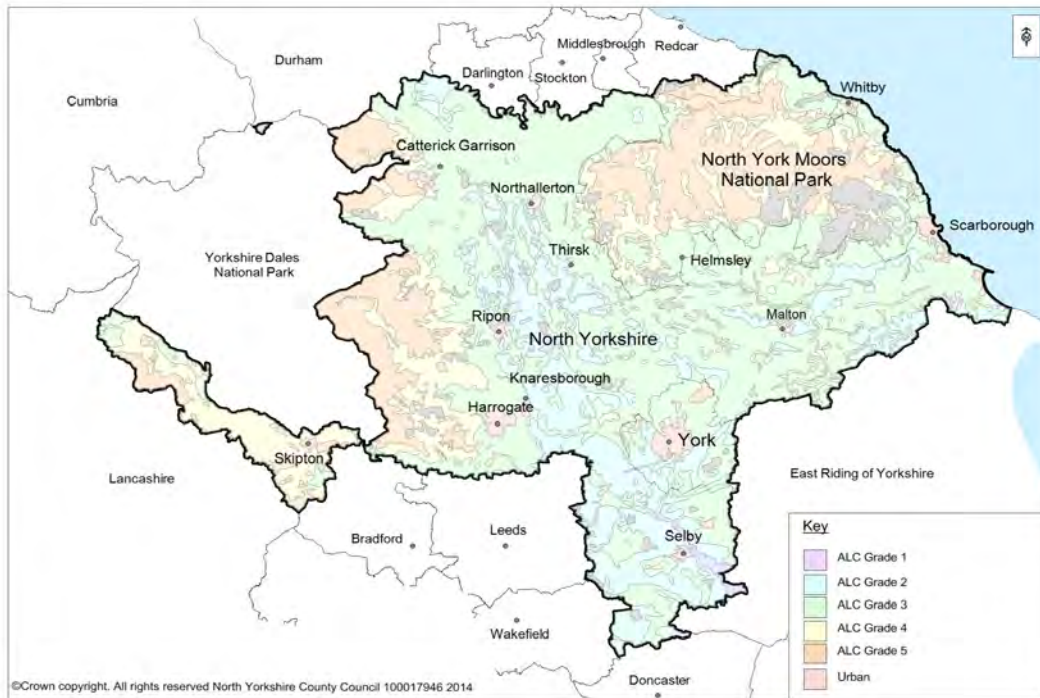 Middlesbrough
Redcar
Durham
Darlington
Stockton
Cumbria
Whitby
Catterick Garrison
North York Moors
National Park
Northallerton
Scarborough
Thirsk
Helmsley
Yorkshire Dales
National Park
Ripon
North Yorkshire
Malton
Knaresborough
Harrogate
York
Skipton
Lancashire
East Riding of Yorkshire
Bradford
Leeds
Selby
Wakefield
Doncaster
Key
ALC Grade 1
ALC Grade 2
ALC Grade 3
ALC Grade 4
ALC Grade 5
Urban
©Crown copyright. All rights reserved North Yorkshire County Council 100017946 2014